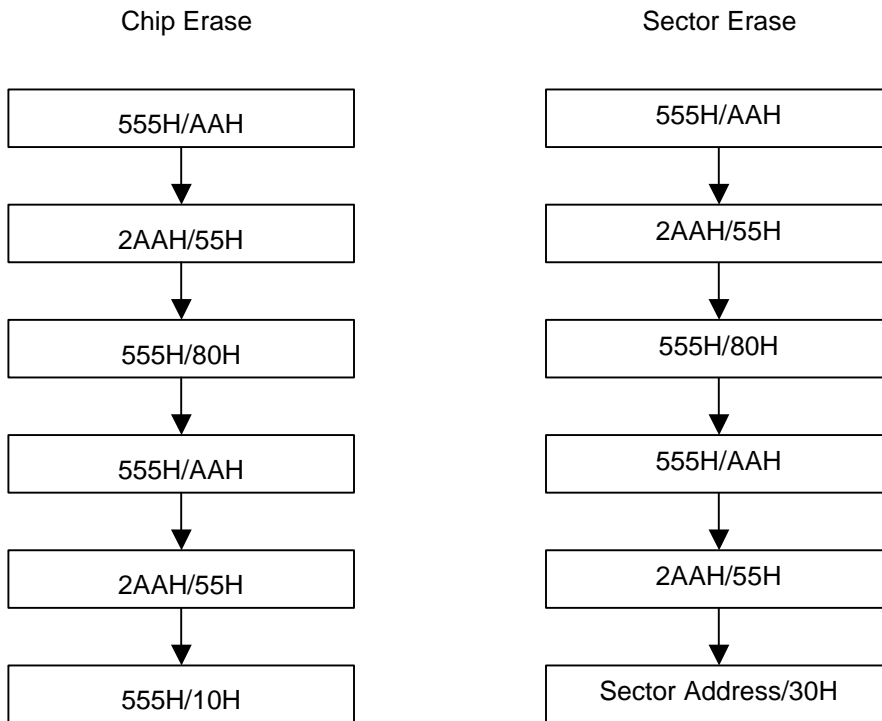 Chip Erase
555H/AAH
2AAH/55H
555H/80H
555H/AAH
2AAH/55H
555H/10H
Sector Erase
555H/AAH
2AAH/55H
555H/80H
555H/AAH
2AAH/55H
Sector Address/30H